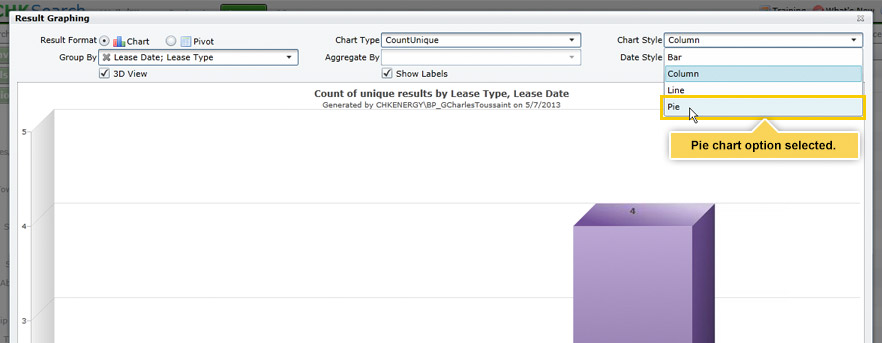 CHKSearch
Training
What's New
Result Graphing
Result Format Chart Pivot
Chart Type CountUnique
Chart Style Column
Group By Lease Date; Lease Type
Aggregate By
Date Style
Bar
Column
Line
Pie
3D View
Show Labels
Pie chart option selected.
Count of unique results by Lease Type, Lease Date
Generated by CHKENERGY\BP_GCharlesToussaint on 5/7/2013
5
4
4
3